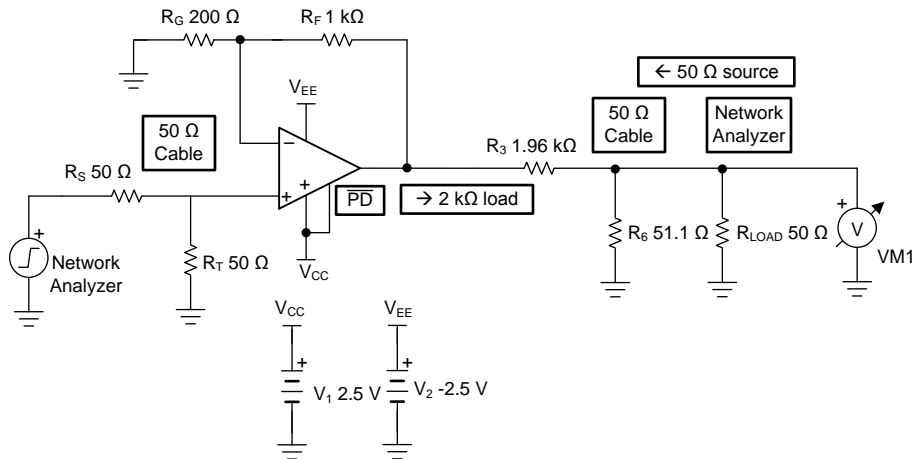 R_G 200 Ω
R_F 1 kΩ
V_EE
← 50 Ω source
50 Ω
Cable
50 Ω
Cable
Network
Analyzer
R_S 50 Ω
−
+
+
P̅D̅
→ 2 kΩ load
R_3 1.96 kΩ
+
V
VM1
+
Network
Analyzer
R_T 50 Ω
V_CC
R_6 51.1 Ω
R_LOAD 50 Ω
V_CC
V_EE
+
+
V_1 2.5 V
V_2 -2.5 V